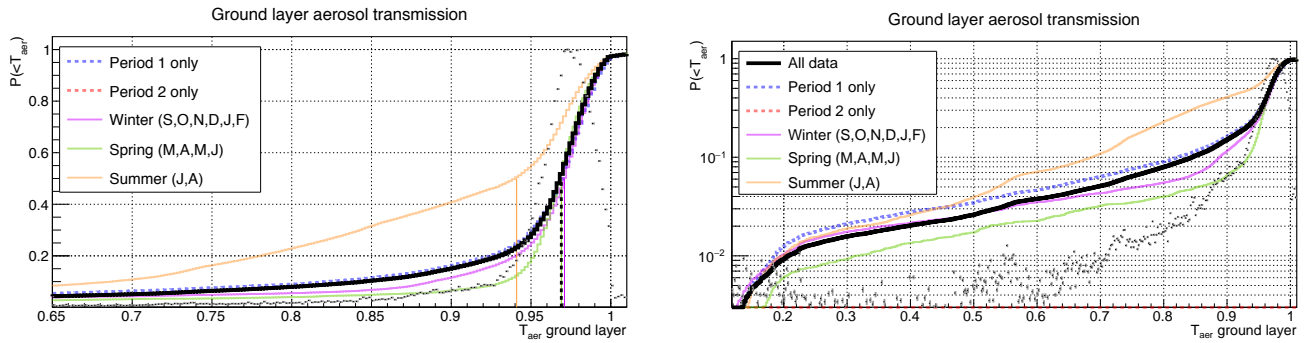 Ground layer aerosol transmission
P(<T_aer)
1
0.8
0.6
0.4
0.2
Period 1 only
Period 2 only
Winter (S,O,N,D,J,F)
Spring (M,A,M,J)
Summer (J,A)
0.65 0.7 0.75 0.8 0.85 0.9 0.95 1
T_aer ground layer
Ground layer aerosol transmission
P(<T_aer)
1
10⁻¹
10⁻²
All data
Period 1 only
Period 2 only
Winter (S,O,N,D,J,F)
Spring (M,A,M,J)
Summer (J,A)
0.2 0.3 0.4 0.5 0.6 0.7 0.8 0.9 1
T_aer ground layer